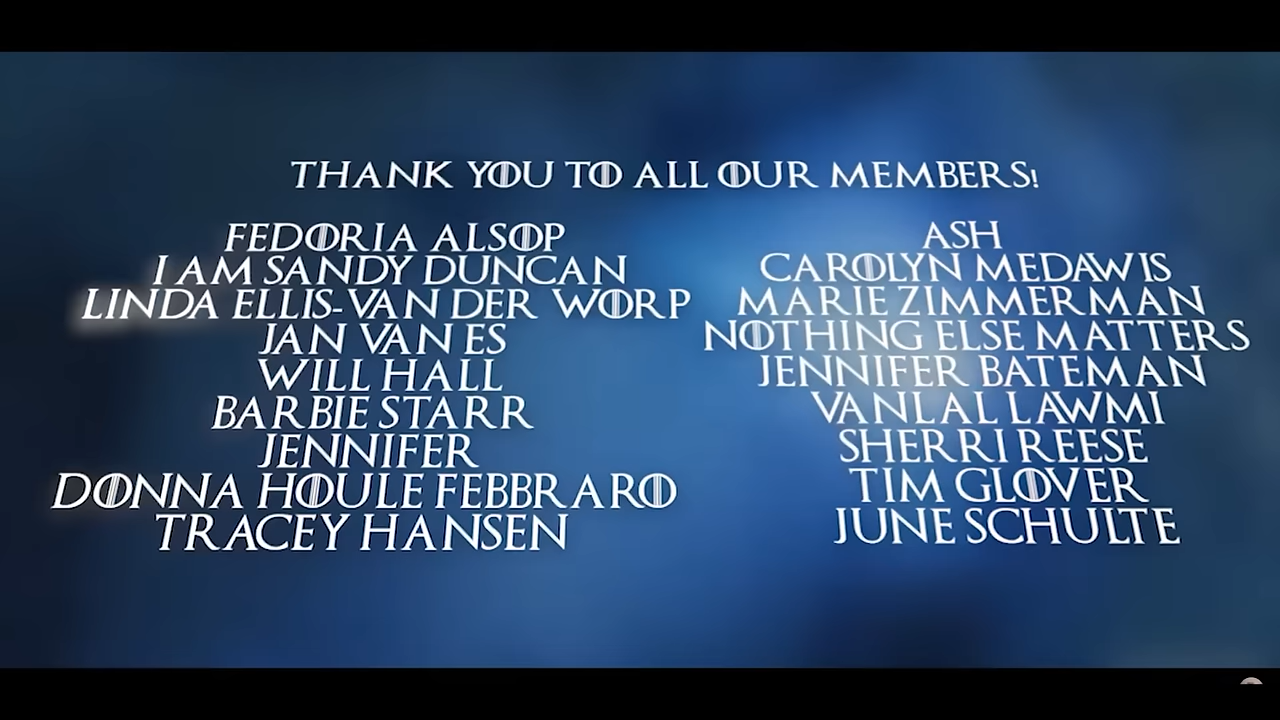 THANK YOU TO ALL OUR MEMBERS!
FEDORIA ALSOP
I AM SANDY DUNCAN
LINDA ELLIS-VAN DER WORP
JAN VAN ES
WILL HALL
BARBIE STARR
JENNIFER
DONNA HOULE FEBBRARO
TRACEY HANSEN
ASH
CAROLYN MEDAWIS
MARIE ZIMMERMAN
NOTHING ELSE MATTERS
JENNIFER BATEMAN
VANLAL LAWMI
SHERRI REESE
TIM GLOVER
JUNE SCHULTE